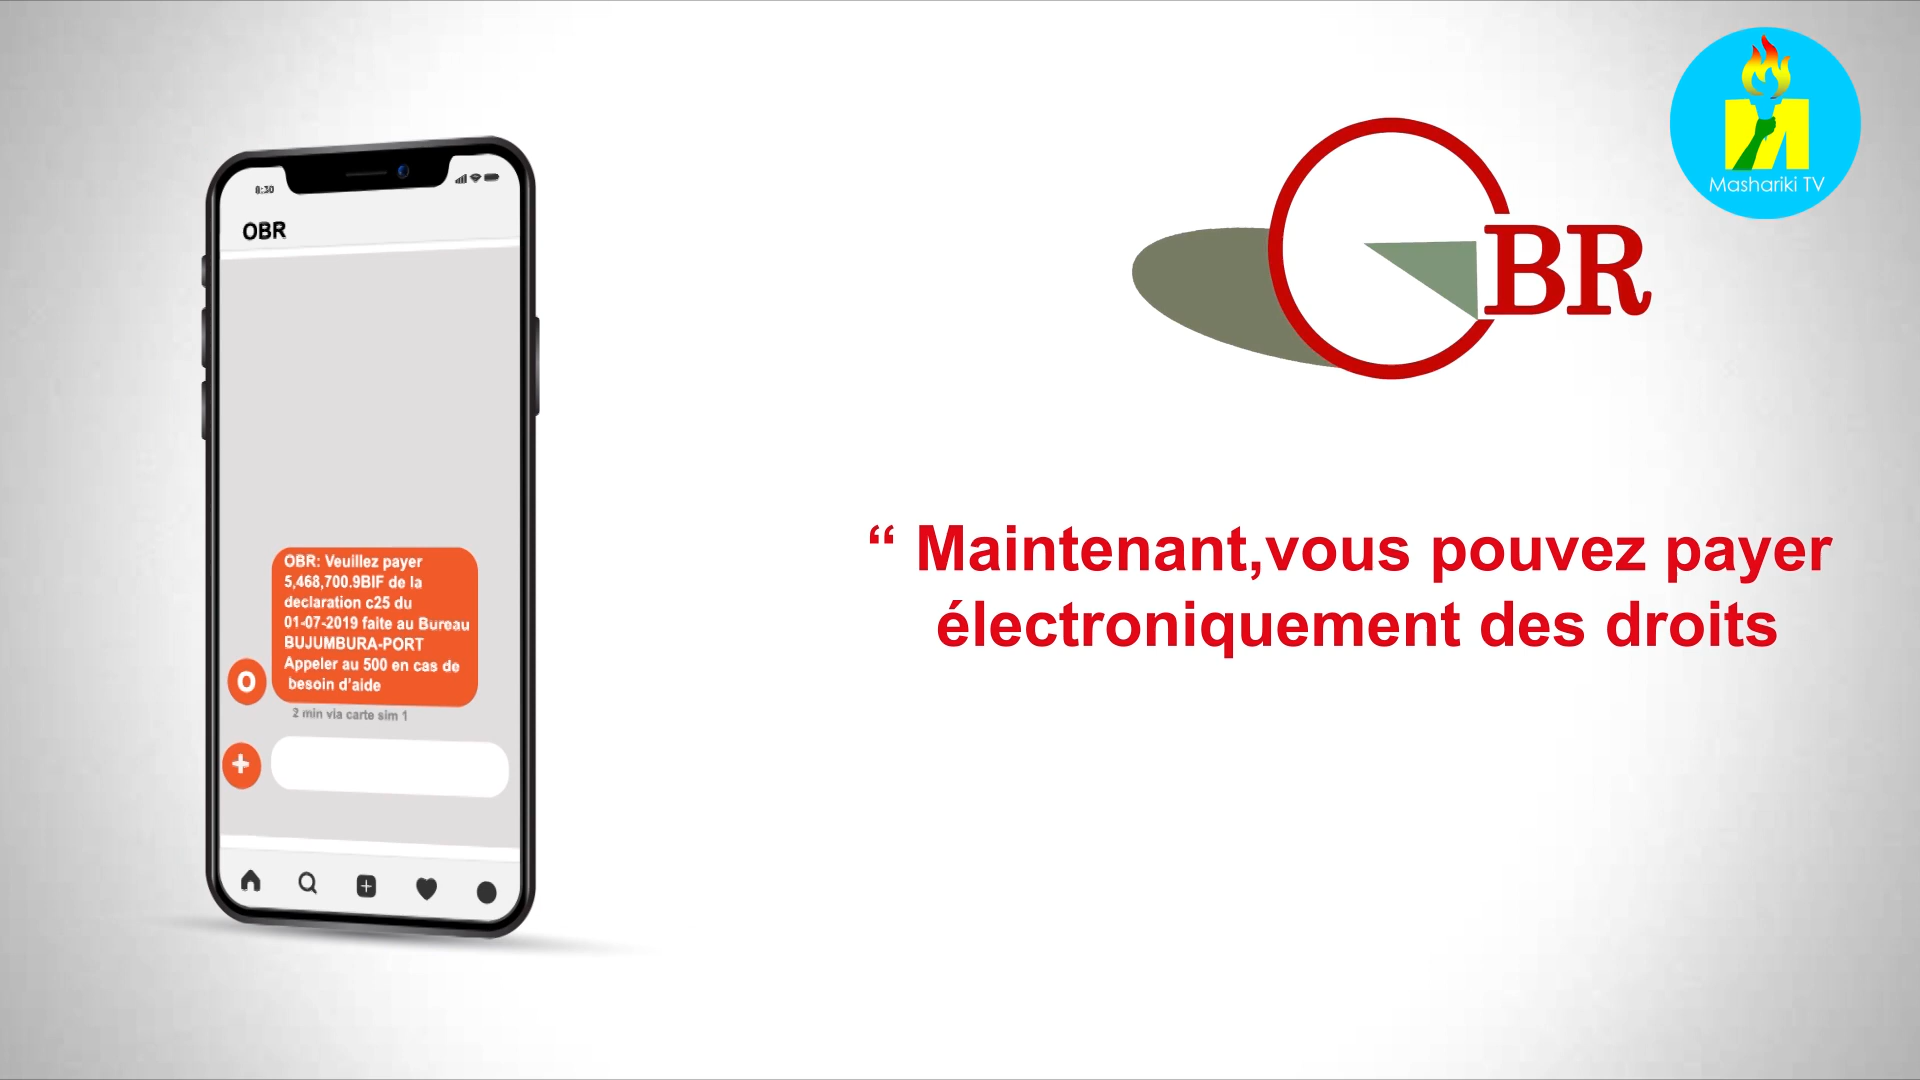 8:30
OBR
OBR: Veuillez payer
5,468,700.9BIF de la
declaration c25 du
01-07-2019 faite au Bureau
BUJUMBURA-PORT
Appeler au 500 en cas de
besoin d'aide
O
2 min via carte sim 1
+
OBR
Mashariki TV
“ Maintenant,vous pouvez payer
électroniquement des droits